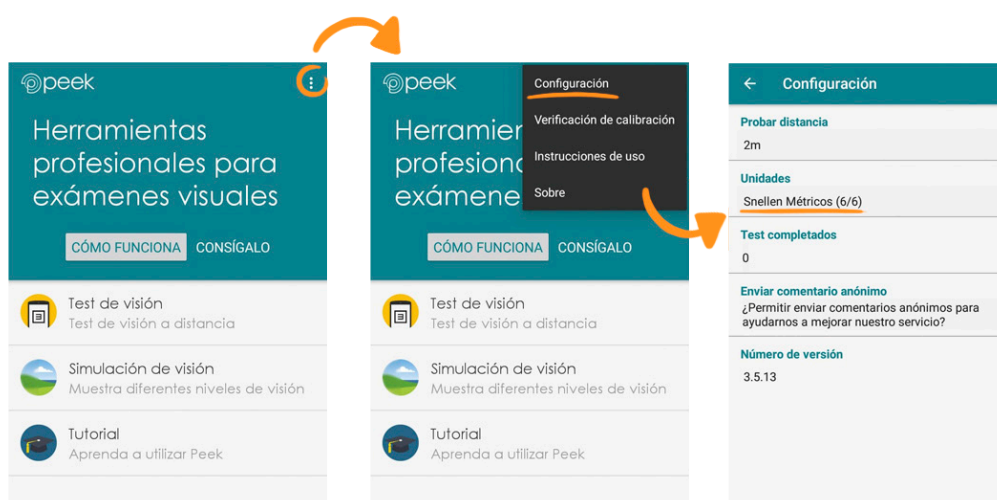 peek
Herramientas
profesionales para
exámenes visuales
CÓMO FUNCIONA
CONSÍGALO
Test de visión
Test de visión a distancia
Simulación de visión
Muestra diferentes niveles de visión
Tutorial
Aprenda a utilizar Peek
peek
Herramien
profesiona
exámene
Configuración
Verificación de calibración
Instrucciones de uso
Sobre
CÓMO FUNCIONA
CONSÍGALO
Test de visión
Test de visión a distancia
Simulación de visión
Muestra diferentes niveles de visión
Tutorial
Aprenda a utilizar Peek
Configuración
Probar distancia
2m
Unidades
Snellen Métricos (6/6)
Test completados
0
Enviar comentario anónimo
¿Permitir enviar comentarios anónimos para
ayudarnos a mejorar nuestro servicio?
Número de versión
3.5.13